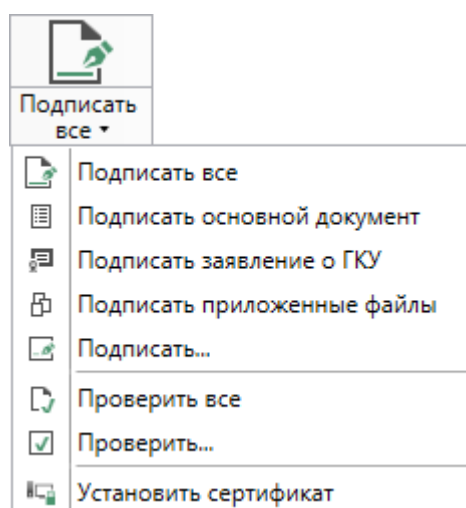 Подписать
все
Подписать все
Подписать основной документ
Подписать заявление о ГКУ
Подписать приложенные файлы
Подписать...
Проверить все
Проверить...
Установить сертификат